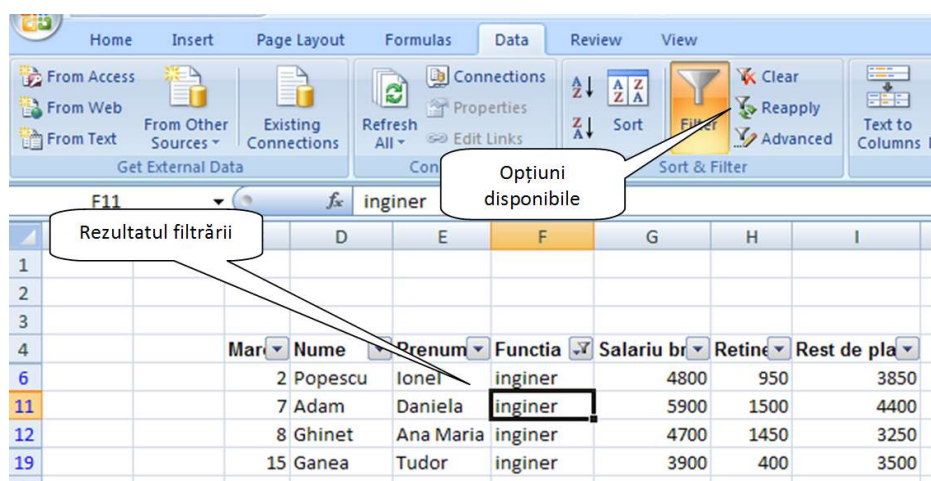 Home Insert Page Layout Formulas Data Review View
From Access
From Web
From Text
From Other
Sources
Existing
Connections
Get External Data
Refresh
All
Connections
Properties
Edit Links
Con
A Z
Z A
A Z
Z A
Sort
Filter
Clear
Reapply
Advanced
Sort & Filter
Text to
Columns
Opțiuni
disponibile
F11 fx inginer
Rezultatul filtrării
D E F G H I
1
2
3
4 Marc Nume Prenum Functia Salariu br Retine Rest de pla
6 2 Popescu Ionel inginer 4800 950 3850
11 7 Adam Daniela inginer 5900 1500 4400
12 8 Ghinet Ana Maria inginer 4700 1450 3250
19 15 Ganea Tudor inginer 3900 400 3500